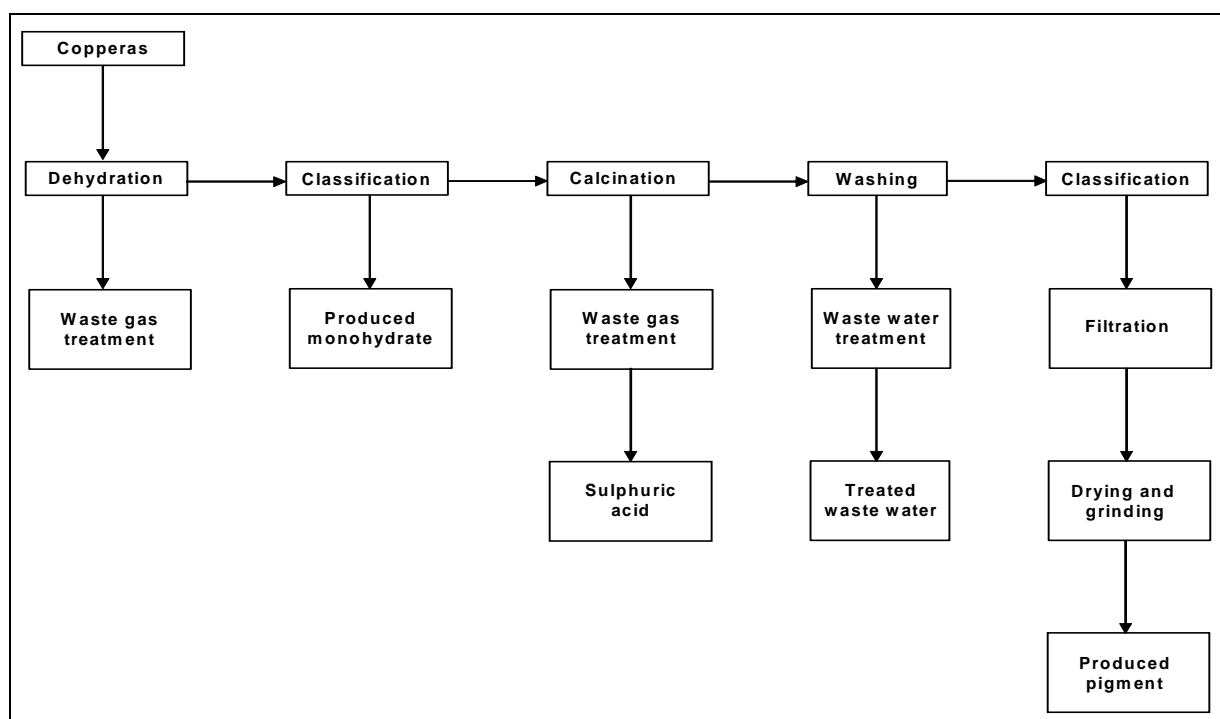 Copperas
Dehydration
Classification
Calcination
Washing
Classification
Waste gas
treatment
Produced
monohydrate
Waste gas
treatment
Waste water
treatment
Filtration
Sulphuric
acid
Treated
waste water
Drying and
grinding
Produced
pigment